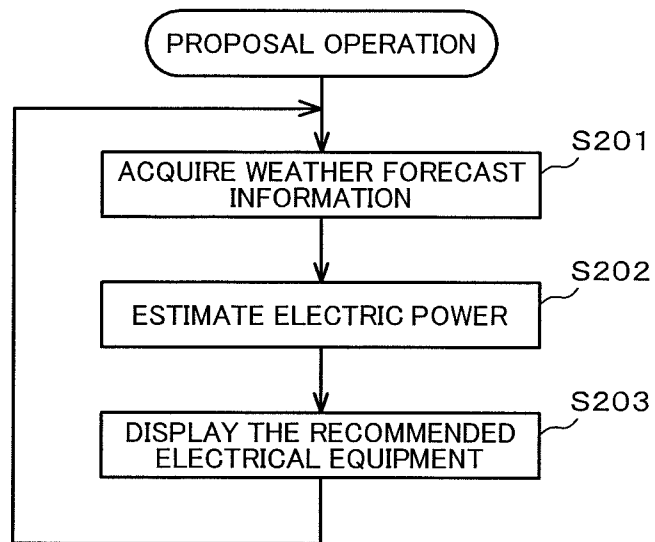 PROPOSAL OPERATION
S201
ACQUIRE WEATHER FORECAST
INFORMATION
S202
ESTIMATE ELECTRIC POWER
S203
DISPLAY THE RECOMMENDED
ELECTRICAL EQUIPMENT